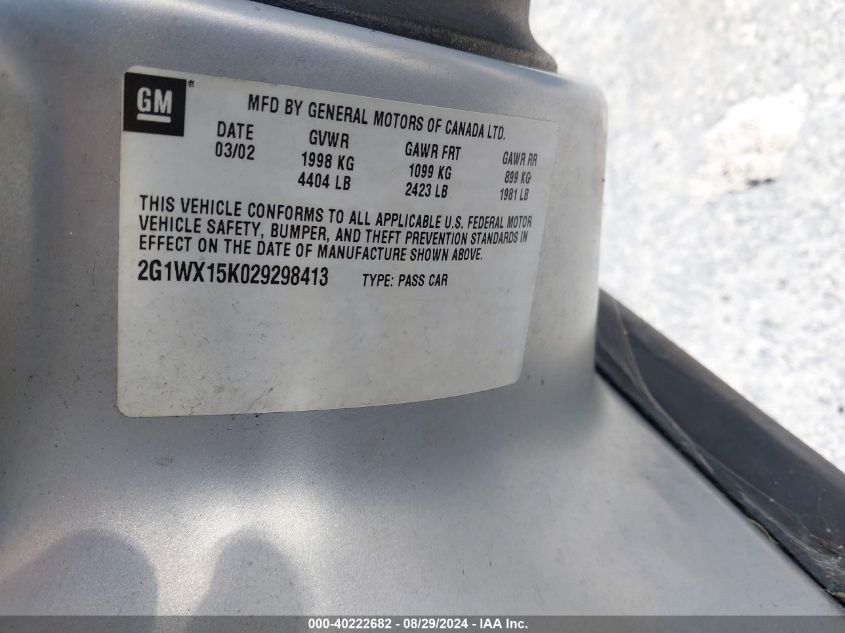 GM
MFD BY GENERAL MOTORS OF CANADA LTD.
DATE GVWR GAWR FRT GAWR RR
03/02 1998 KG 1099 KG 899 KG
4404 LB 2423 LB 1981 LB
THIS VEHICLE CONFORMS TO ALL APPLICABLE U.S. FEDERAL MOTOR
VEHICLE SAFETY, BUMPER, AND THEFT PREVENTION STANDARDS IN
EFFECT ON THE DATE OF MANUFACTURE SHOWN ABOVE.
2G1WX15K029298413 TYPE: PASS CAR
000-40222682 - 08/29/2024 - IAA Inc.